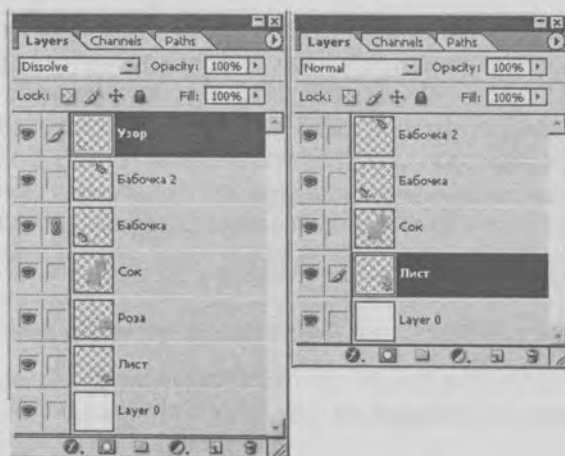 Layers Channels Paths
Dissolve Opacity: 100%
Lock: Fill: 100%
Узор
Бабочка 2
Бабочка
Сок
Роза
Лист
Layer 0
Layers Channels Paths
Normal Opacity: 100%
Lock: Fill: 100%
Бабочка 2
Бабочка
Сок
Лист
Layer 0